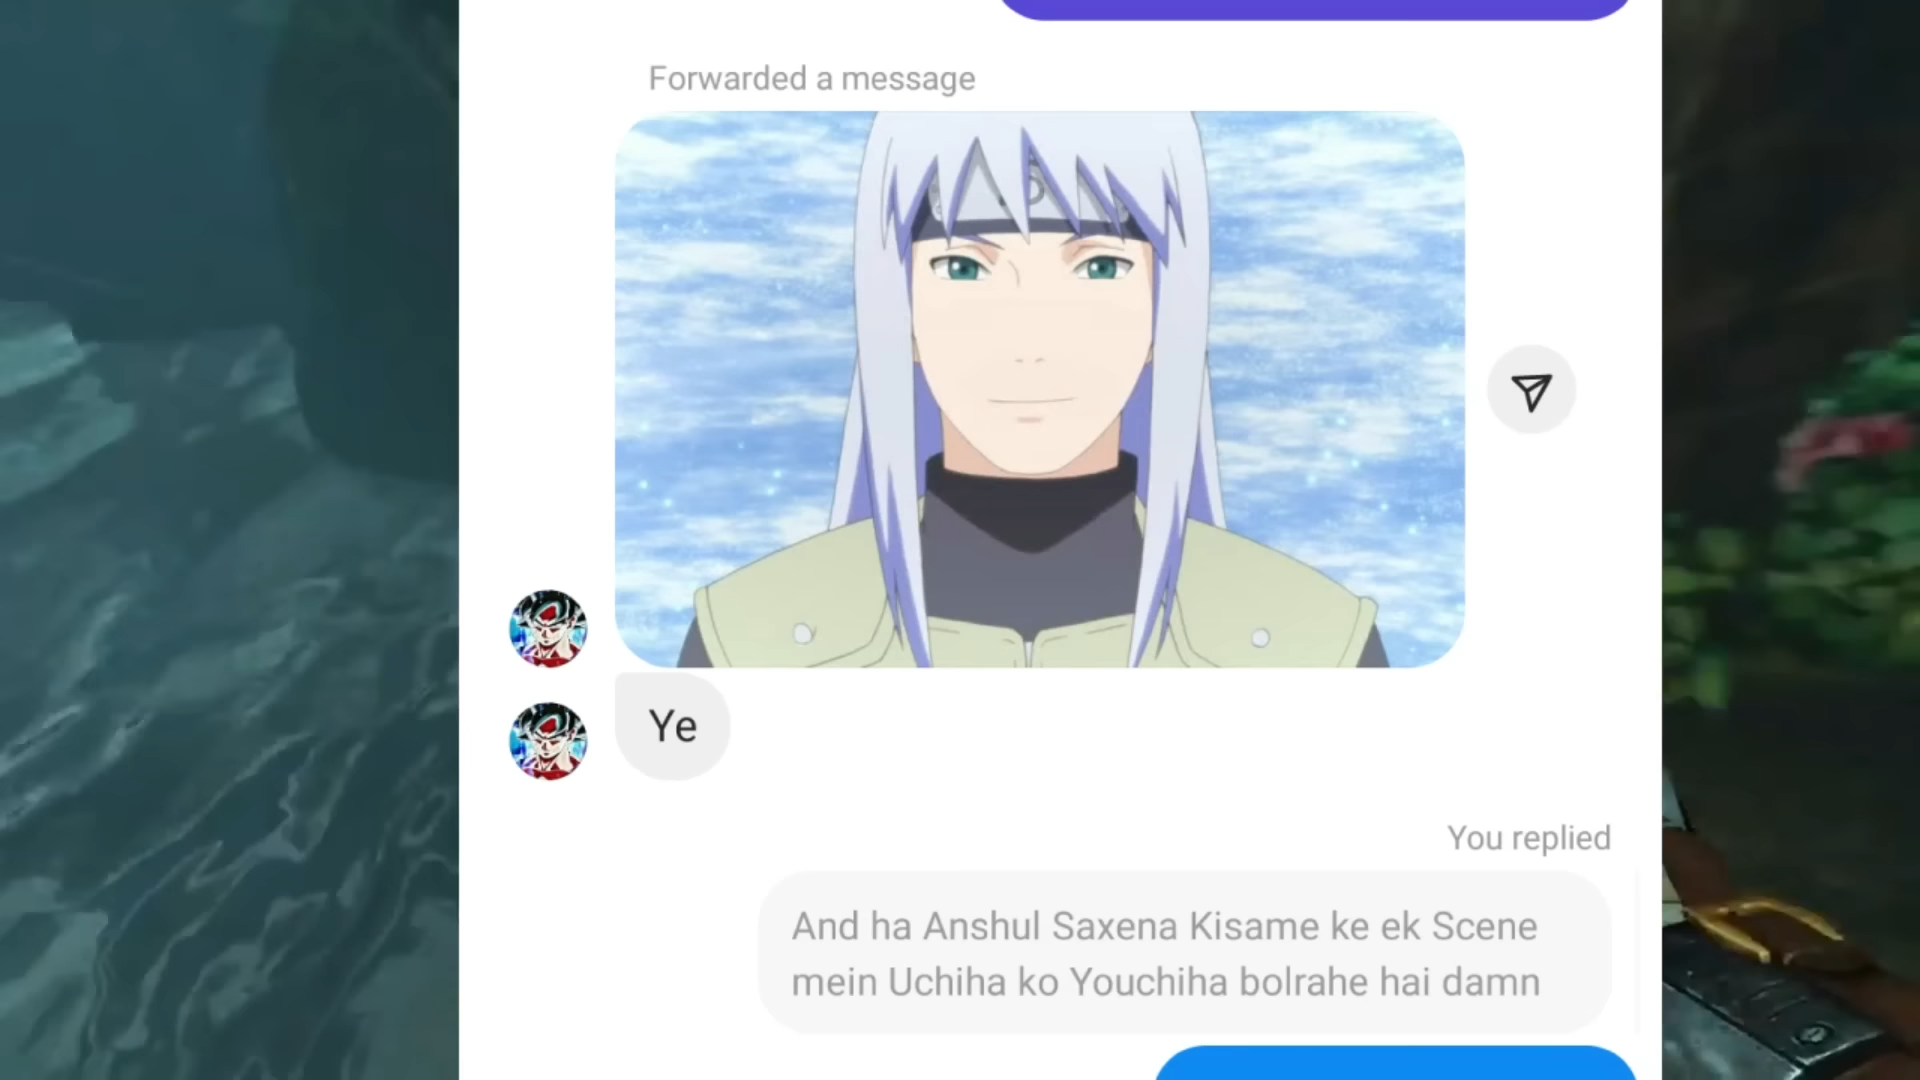 Forwarded a message
Ye
You replied
And ha Anshul Saxena Kisame ke ek Scene
mein Uchiha ko Youchiha bolrahe hai damn